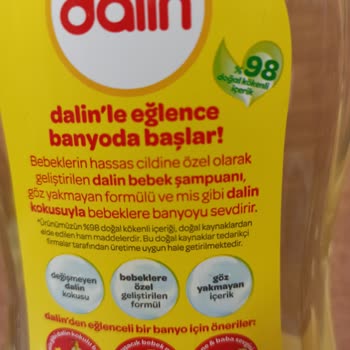 dalin
%98
doğal kökenli
içerik
dalin'le eğlence
banyoda başlar!
Bebeklerin hassas cildine özel olarak
geliştirilen dalin bebek şampuanı,
göz yakmayan formülü ve mis gibi dalin
kokusuyla bebeklere banyoyu sevdirir.
*Ürünümüzün %98 doğal kökenli içeriği, doğal kaynaklardan
elde edilen ham maddelerdir. Bu doğal kaynaklar tedarikçi
firmalar tarafından üretime uygun hale getirilmektedir.
değişmeyen
dalin
kokusu
bebeklere
özel
geliştirilen
formül
göz
yakmayan
içerik
dalin'den eğlenceli bir banyo için öneriler: